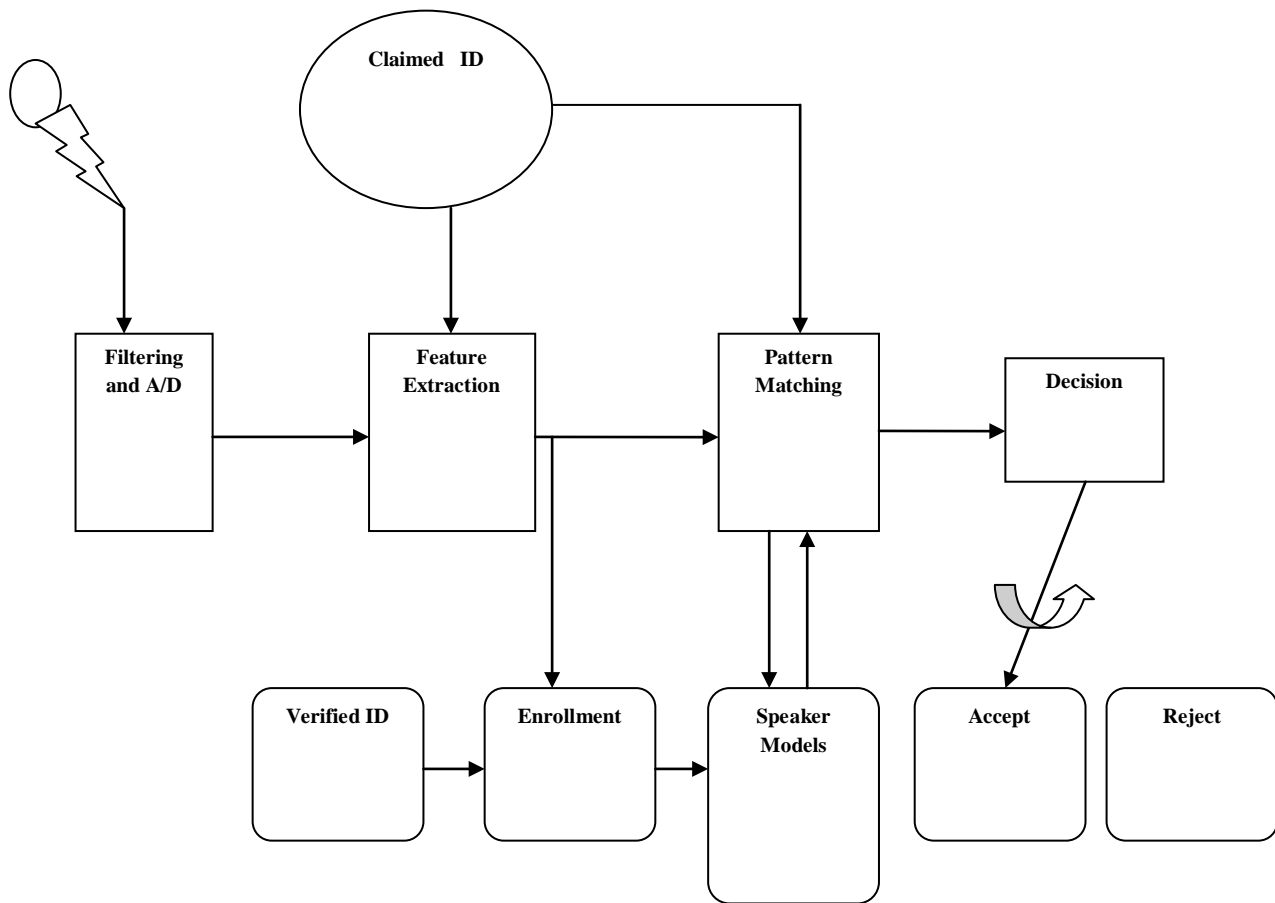 Claimed ID
Filtering
and A/D
Feature
Extraction
Pattern
Matching
Decision
Verified ID
Enrollment
Speaker
Models
Accept
Reject